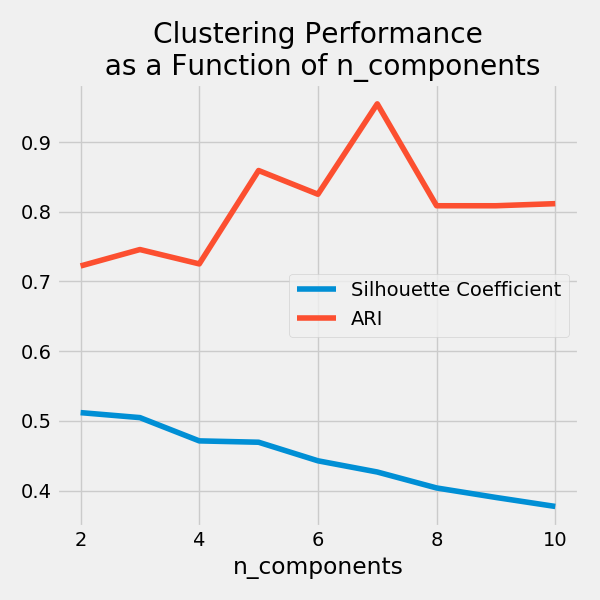 Clustering Performance
as a Function of n_components
0.9
0.8
0.7
Silhouette Coefficient
ARI
0.6
0.5
0.4
2 4 6 8 10
n_components